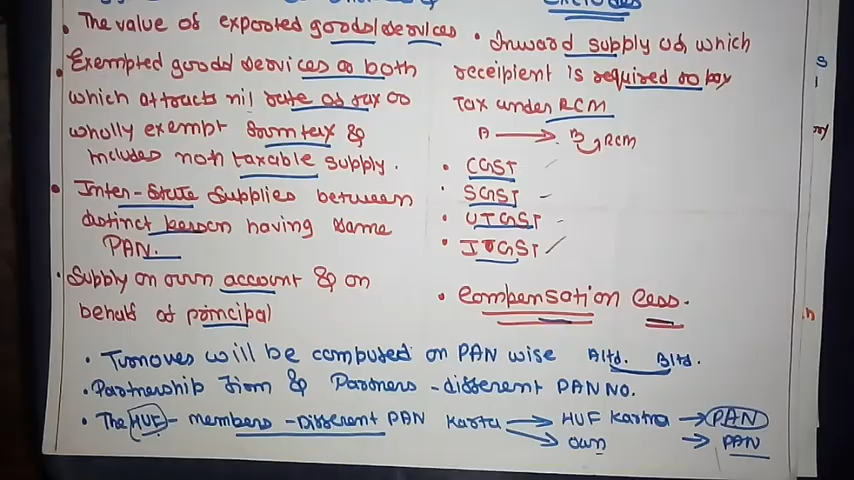 Excludes
• The value of exported goods/services
• Exempted goods/services or both
which attracts nil rate of tax or
wholly exempt from tax &
includes non taxable supply.
• Inter-State Supplies between
distinct person having same
PAN.
• Supply on own account & on
behalf of principal
• Inward supply on which
receipient is required to pay
tax under RCM
A → B RCM
• CGST
• SGST
• UTGST
• IGST
• Compensation Cess.
• Turnover will be computed on PAN wise A ltd. B ltd.
• Partnership Firm & Partners - different PAN NO.
• The HUF - members - Different PAN Karta → HUF Karta → PAN
→ own → PAN